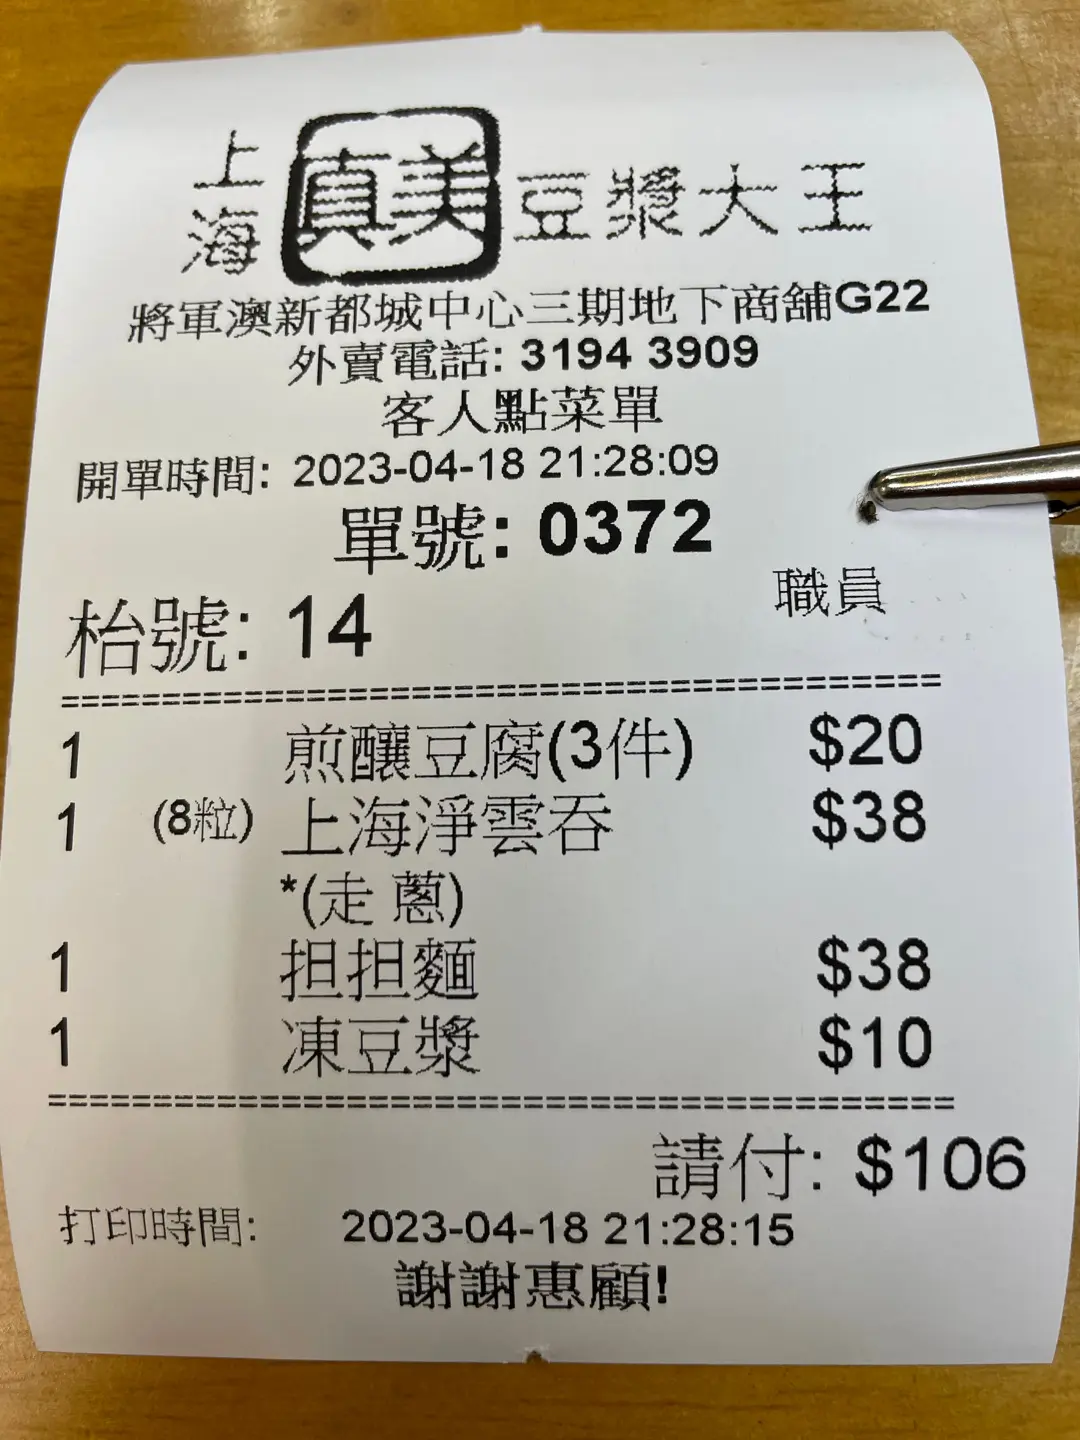 上海真美豆漿大王
將軍澳新都城中心三期地下商舖G22
外賣電話: 3194 3909
客人點菜單
開單時間: 2023-04-18 21:28:09
單號: 0372
職員
枱號: 14
1 煎釀豆腐(3件) $20
1 (8粒) 上海淨雲吞 $38
*(走 蔥)
1 担担麵 $38
1 凍豆漿 $10
請付: $106
打印時間: 2023-04-18 21:28:15
謝謝惠顧!